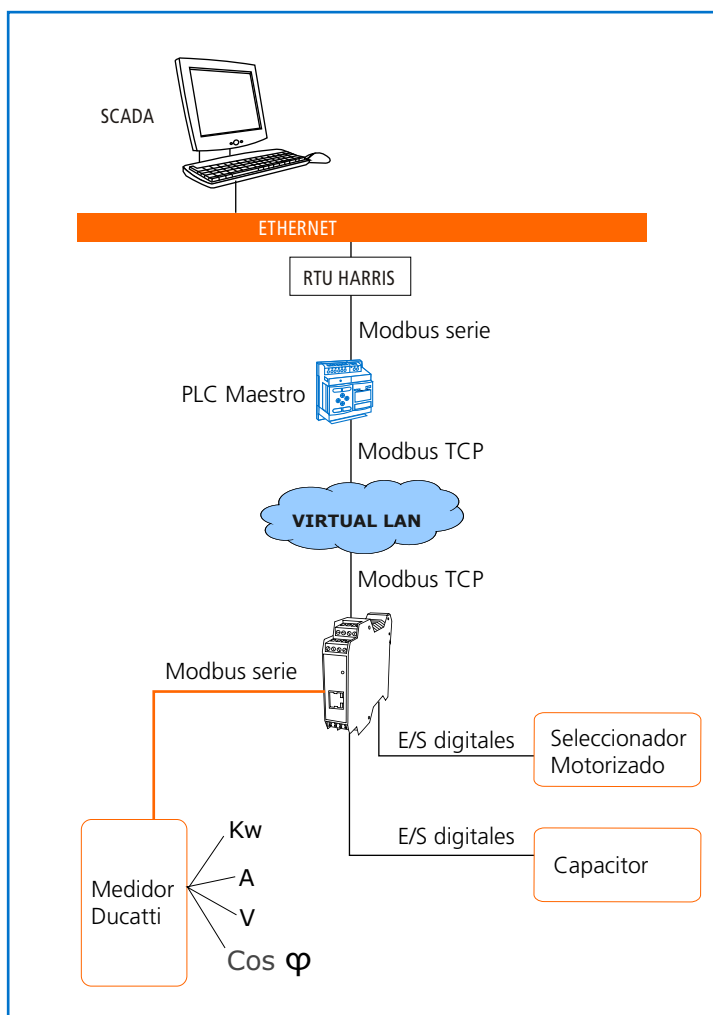 SCADA
ETHERNET
RTU HARRIS
Modbus serie
PLC Maestro
Modbus TCP
VIRTUAL LAN
Modbus TCP
Modbus serie
E/S digitales
Seleccionador
Motorizado
E/S digitales
Capacitor
Medidor
Ducatti
Kw
A
V
Cos φ